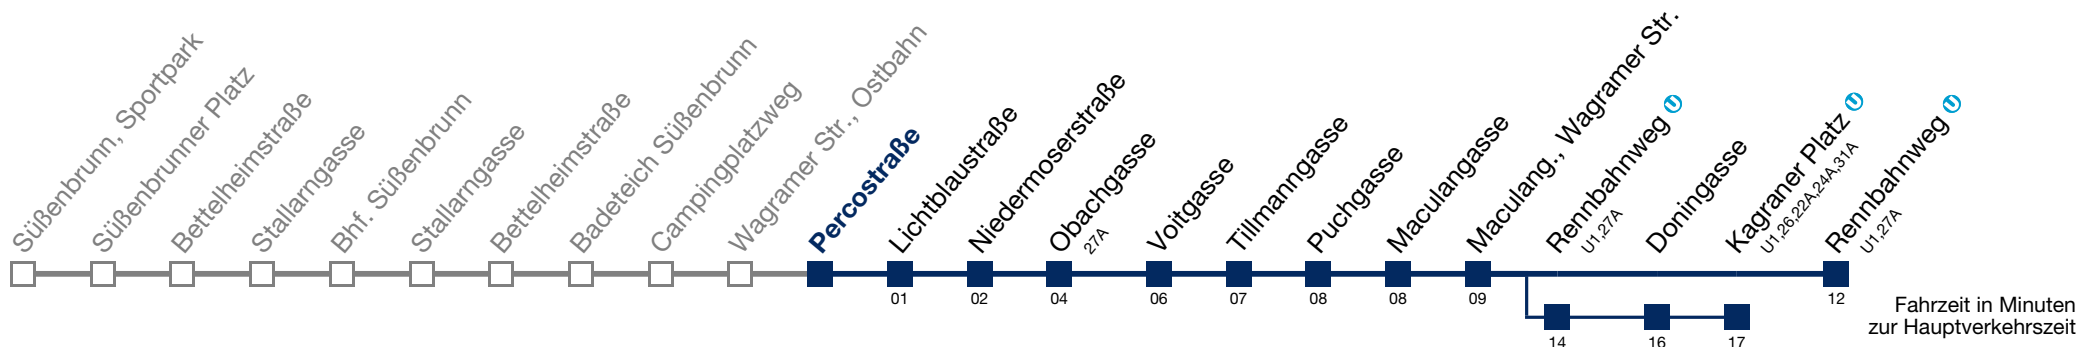 Süßenbrunn, Sportpark
Süßenbrunner Platz
Bettelheimstraße
Stallarngasse
Bhf. Süßenbrunn
Stallarngasse
Bettelheimstraße
Badeteich Süßenbrunn
Campingplatzweg
Wagramer Str., Ostbahn
Percostraße
Lichtblaustraße
Niedermoserstraße
Obachgasse
27A
Voitgasse
Tillmanngasse
Puchgasse
Maculangasse
Maculang., Wagramer Str.
Rennbahnweg U
U1,27A
Doningasse
Kagraner Platz U
U1,26,22A,24A,31A
Rennbahnweg U
U1,27A
01
02
04
06
07
08
08
09
12
14
16
17
Fahrzeit in Minuten
zur Hauptverkehrszeit